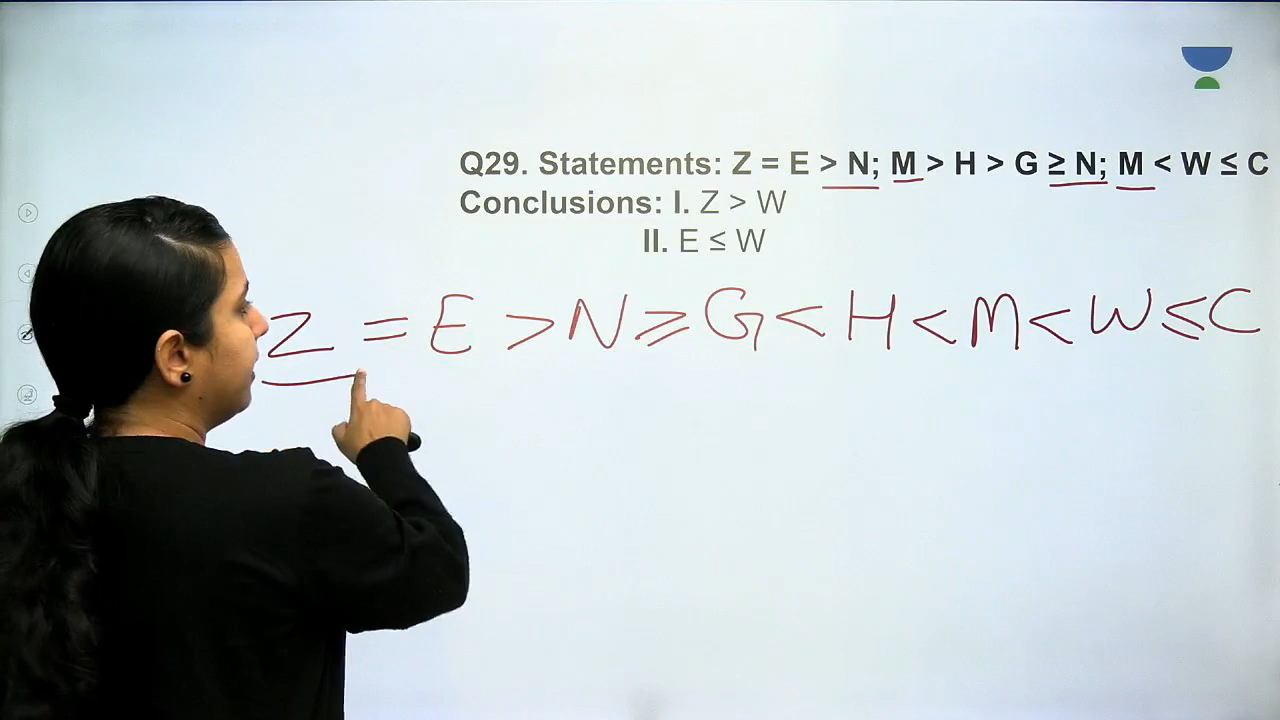 Q29. Statements: Z = E > N; M > H > G ≥ N; M < W ≤ C
Conclusions: I. Z > W
II. E ≤ W
Z = E > N ≥ G < H < M < W ≤ C